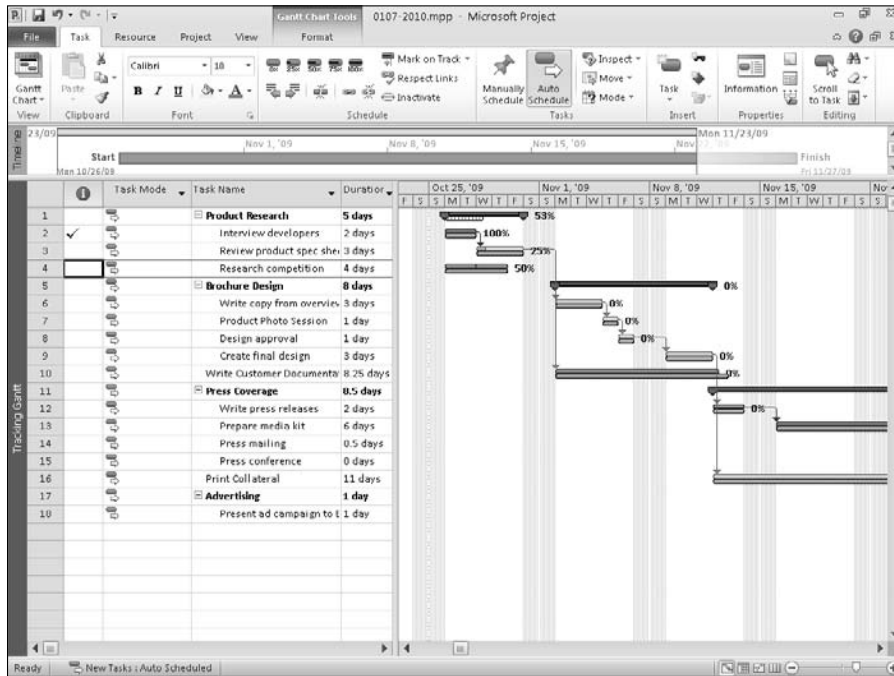 Gantt Chart Tools 0107-2010.mpp - Microsoft Project
File Task Resource Project View Format
Calibri 10
B I U A
0% 25% 50% 75% 100%
Mark on Track
Respect Links
Inactivate
Inspect
Move
Mode
Gantt Chart
Paste
Manually Schedule
Auto Schedule
Task
Information
Scroll to Task
View Clipboard Font Schedule Tasks Insert Properties Editing
Timeline
23/09 Mon 11/23/09
Nov 1, '09 Nov 8, '09 Nov 15, '09
Start Finish
Mon 10/26/09 Fri 11/27/09
Task Mode Task Name Duration
Oct 25, '09 Nov 1, '09 Nov 8, '09 Nov 15, '09 Nov
F S S M T W T F S S M T W T F S S M T W T F S S M T W T F S S
1 Product Research 5 days 53%
2 Interview developers 2 days 100%
3 Review product spec she 3 days 25%
4 Research competition 4 days 50%
5 Brochure Design 8 days 0%
6 Write copy from overview 3 days 0%
7 Product Photo Session 1 day 0%
8 Design approval 1 day 0%
9 Create final design 3 days 0%
10 Write Customer Documenta 8.25 days 0%
11 Press Coverage 8.5 days
12 Write press releases 2 days 0%
13 Prepare media kit 6 days
14 Press mailing 0.5 days
15 Press conference 0 days
16 Print Collateral 11 days
17 Advertising 1 day
18 Present ad campaign to 1 day
Tracking Gantt
Ready New Tasks : Auto Scheduled